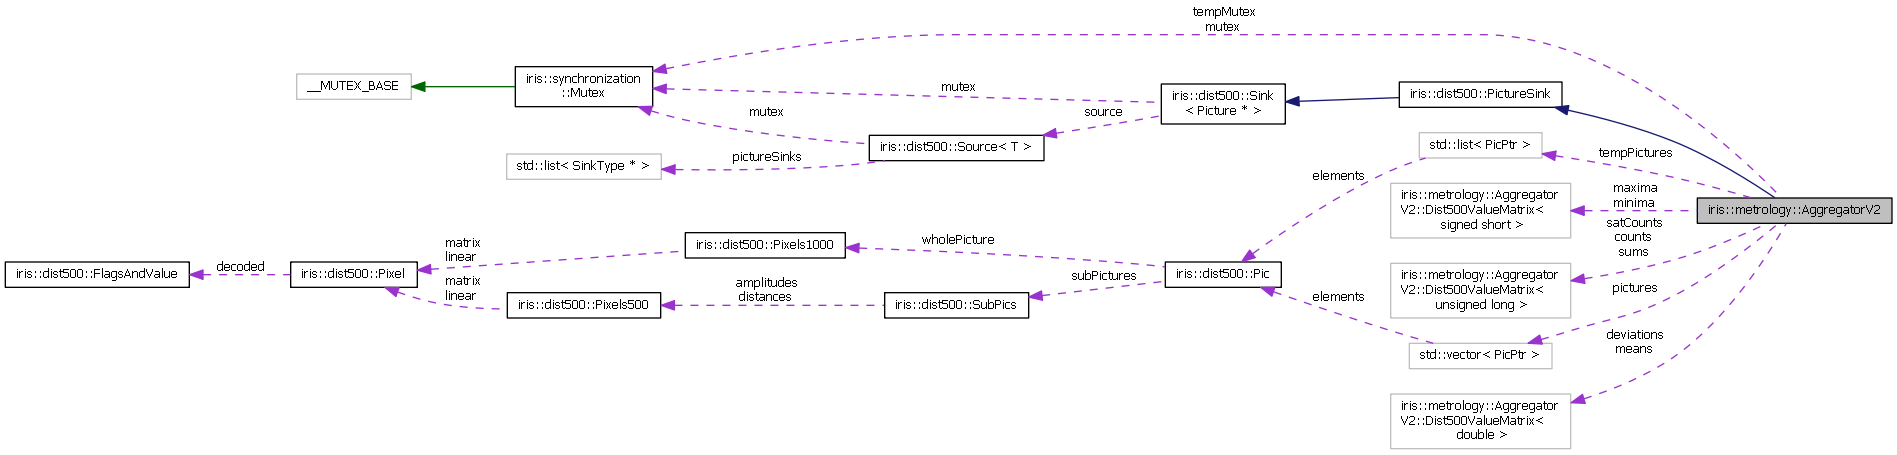 tempMutex
mutex
iris::synchronization
::Mutex
__MUTEX_BASE
mutex
iris::dist500::Sink
< Picture * >
iris::dist500::PictureSink
mutex
source
iris::dist500::Source< T >
pictureSinks
std::list< SinkType * >
std::list< PicPtr >
tempPictures
elements
iris::metrology::Aggregator
V2::Dist500ValueMatrix<
signed short >
maxima
minima
iris::metrology::AggregatorV2
satCounts
counts
sums
wholePicture
iris::dist500::Pixels1000
matrix
linear
iris::dist500::FlagsAndValue
decoded
iris::dist500::Pixel
iris::dist500::Pic
subPictures
iris::metrology::Aggregator
V2::Dist500ValueMatrix<
unsigned long >
pictures
matrix
linear
iris::dist500::Pixels500
amplitudes
distances
iris::dist500::SubPics
elements
std::vector< PicPtr >
deviations
means
iris::metrology::Aggregator
V2::Dist500ValueMatrix<
double >